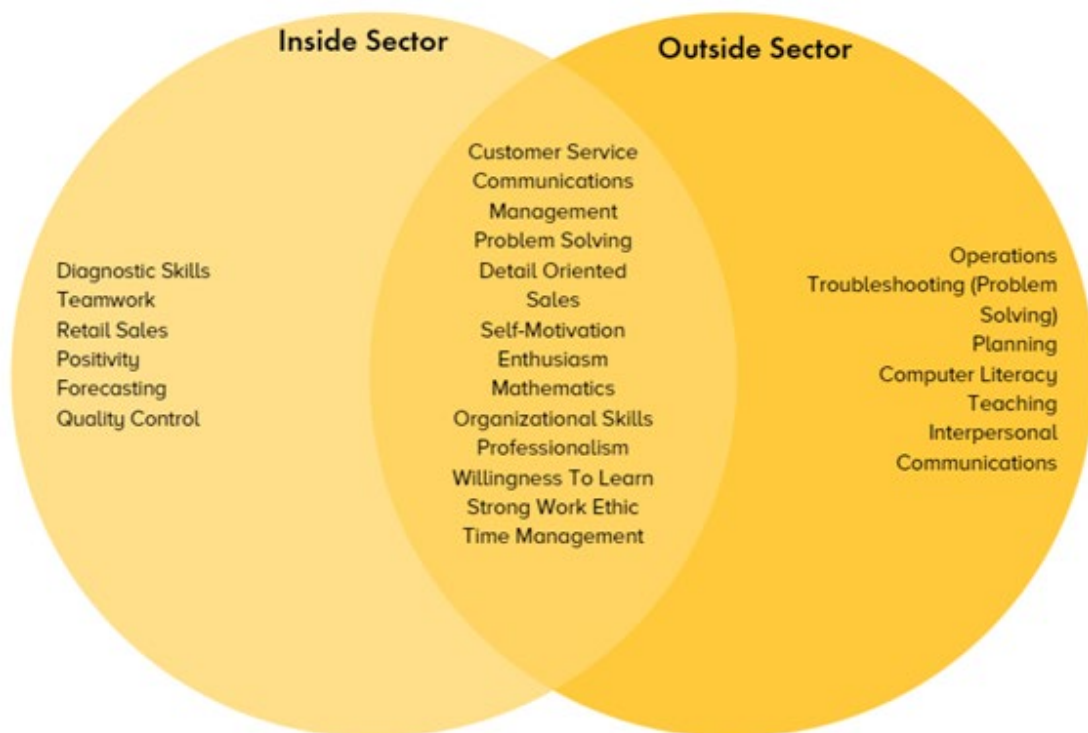 Inside Sector
Outside Sector
Diagnostic Skills
Teamwork
Retail Sales
Positivity
Forecasting
Quality Control
Customer Service
Communications
Management
Problem Solving
Detail Oriented
Sales
Self-Motivation
Enthusiasm
Mathematics
Organizational Skills
Professionalism
Willingness To Learn
Strong Work Ethic
Time Management
Operations
Troubleshooting (Problem
Solving)
Planning
Computer Literacy
Teaching
Interpersonal
Communications